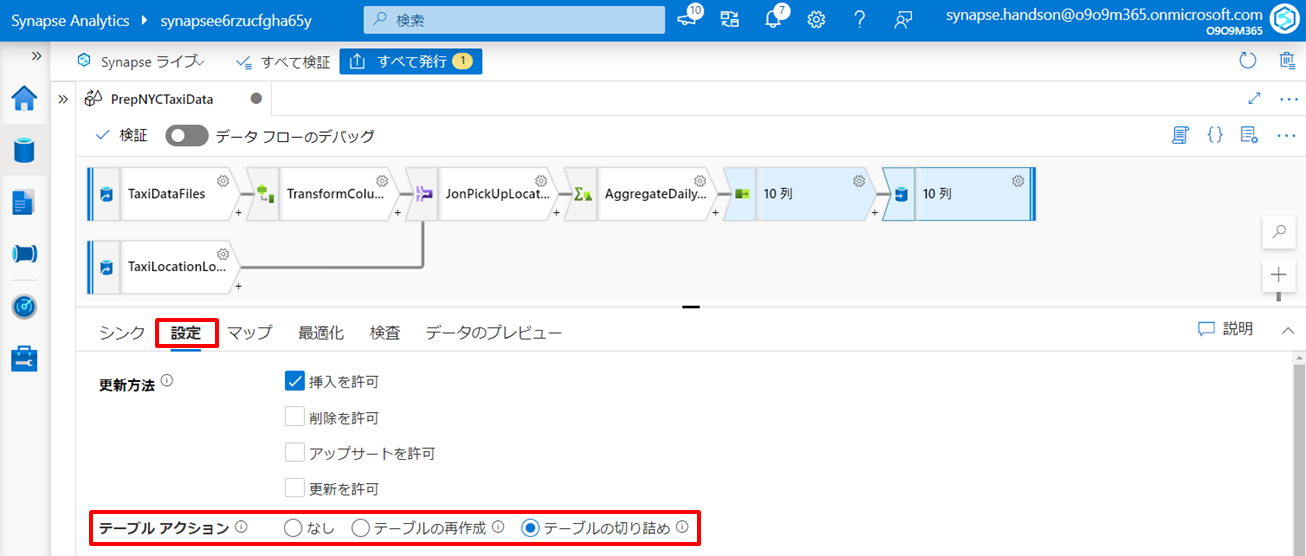 Synapse Analytics ▸ synapsee6rzucfgha65y
検索
10
7
?
synapse.handson@o9o9m365.onmicrosoft.com
O9O9M365
»
Synapse ライブ
すべて検証
すべて発行 1
»
PrepNYCTaxiData
検証
データ フローのデバッグ
{}
TaxiDataFiles
TransformColu...
JonPickUpLocat...
AggregateDaily...
10 列
10 列
+ + + + +
TaxiLocationLo...
+
シンク 設定 マップ 最適化 検査 データのプレビュー
説明
更新方法
挿入を許可
削除を許可
アップサートを許可
更新を許可
テーブル アクション なし テーブルの再作成 テーブルの切り詰め